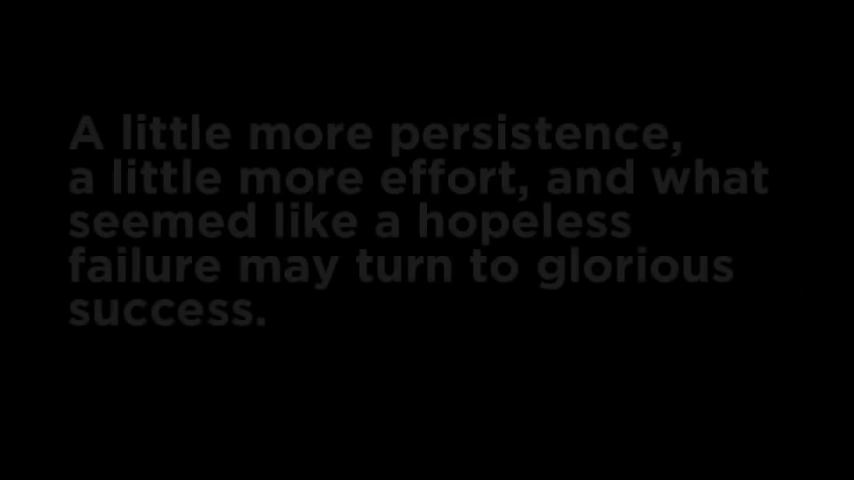 A little more persistence,
a little more effort, and what
seemed like a hopeless
failure may turn to glorious
success.